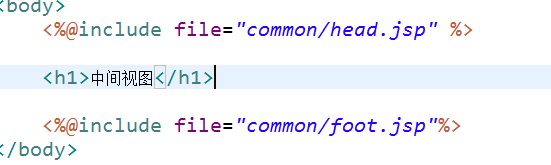 <body>
<%@include file="common/head.jsp" %>
<h1>中间视图</h1>
<%@include file="common/foot.jsp"%>
</body>